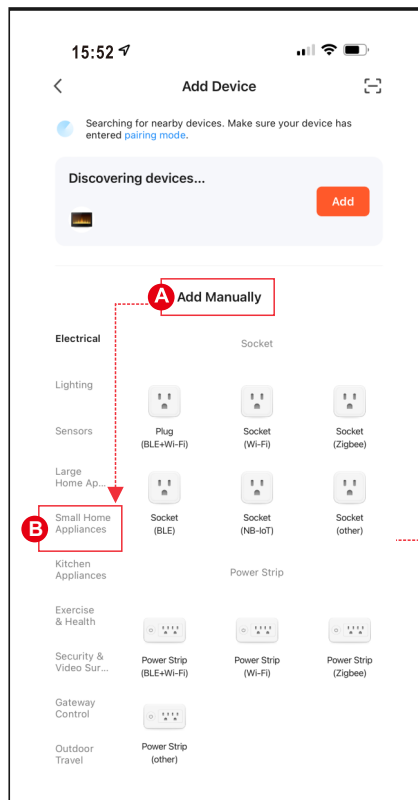 15:52
Add Device
Searching for nearby devices. Make sure your device has
entered pairing mode.
Discovering devices...
Add
A
Add Manually
Electrical
Socket
Lighting
Plug
(BLE+Wi-Fi)
Socket
(Wi-Fi)
Socket
(Zigbee)
Sensors
Large
Home Ap...
B
Small Home
Appliances
Socket
(BLE)
Socket
(NB-IoT)
Socket
(other)
Kitchen
Appliances
Power Strip
Exercise
& Health
Security &
Video Sur...
Power Strip
(BLE+Wi-Fi)
Power Strip
(Wi-Fi)
Power Strip
(Zigbee)
Gateway
Control
Outdoor
Travel
Power Strip
(other)